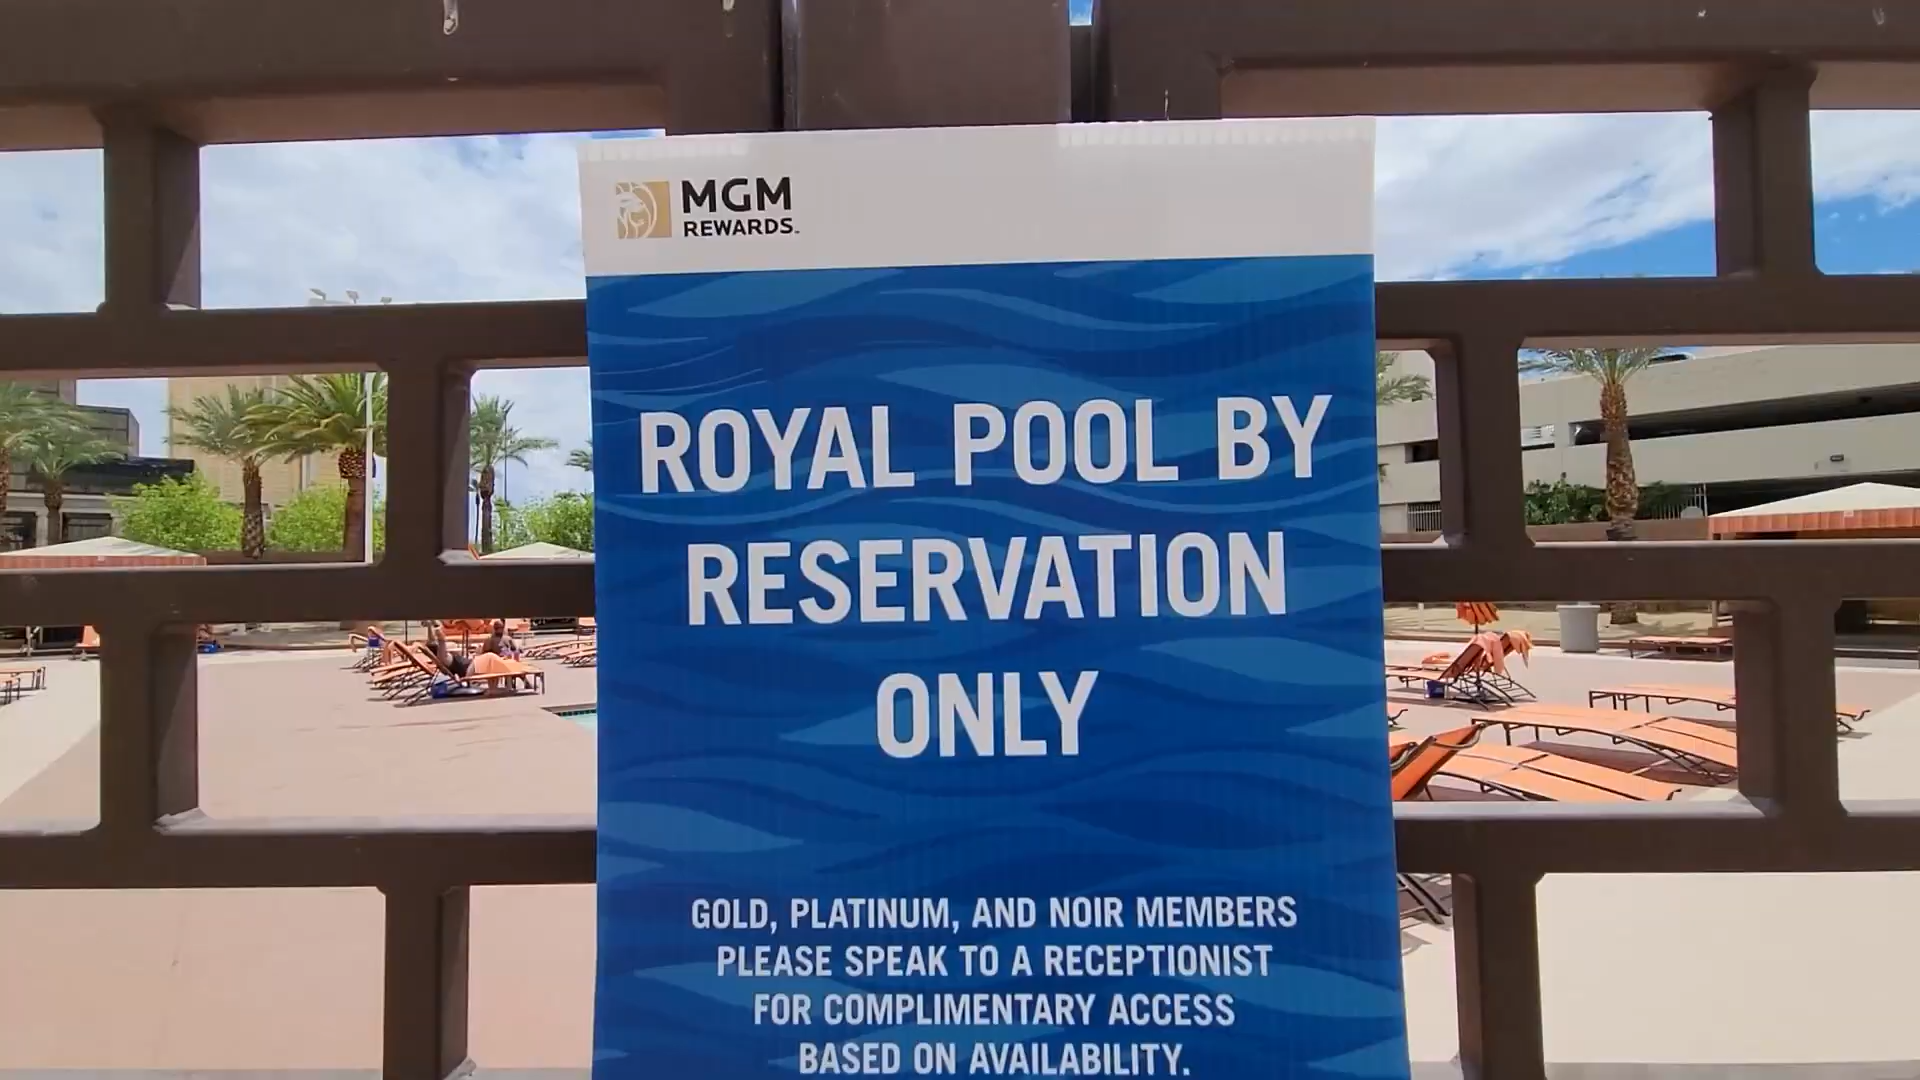 MGM
REWARDS™
ROYAL POOL BY
RESERVATION
ONLY
GOLD, PLATINUM, AND NOIR MEMBERS
PLEASE SPEAK TO A RECEPTIONIST
FOR COMPLIMENTARY ACCESS
BASED ON AVAILABILITY.